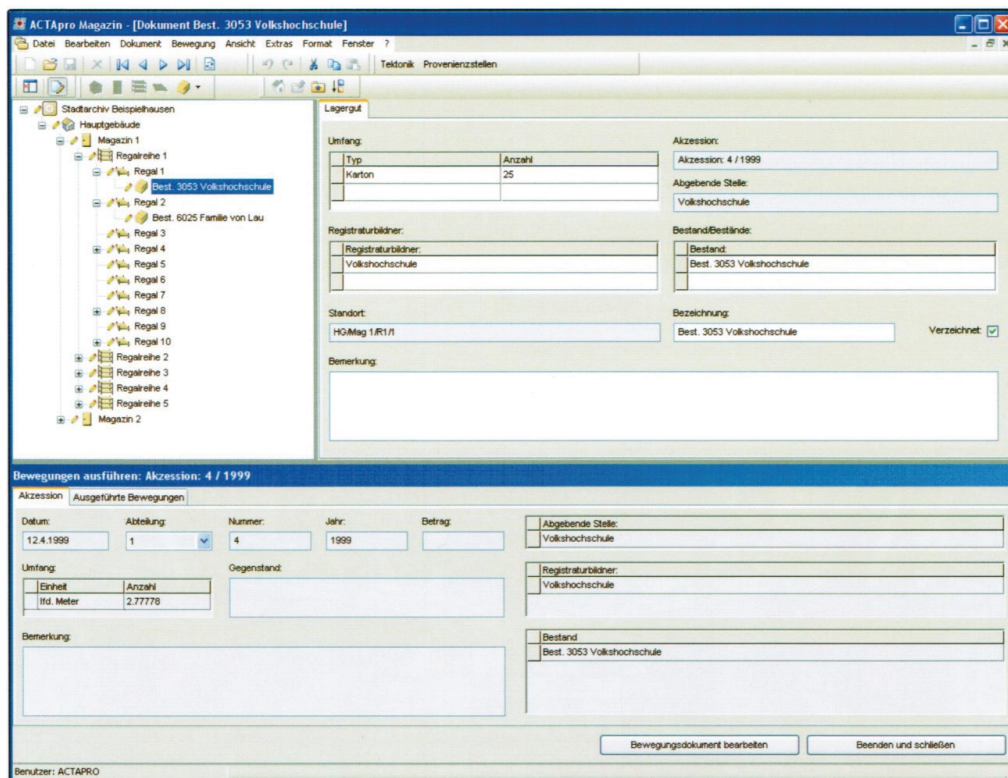 ACTApro Magazin - [Dokument Best. 3053 Volkshochschule]
Datei Bearbeiten Dokument Bewegung Ansicht Extras Format Fenster ?
Tektonik Provenienzstellen
Stadtarchiv Beispielhausen
Hauptgebäude
Magazin 1
Regalreihe 1
Regal 1
Best. 3053 Volkshochschule
Regal 2
Best. 6025 Familie von Lau
Regal 3
Regal 4
Regal 5
Regal 6
Regal 7
Regal 8
Regal 9
Regal 10
Regalreihe 2
Regalreihe 3
Regalreihe 4
Regalreihe 5
Magazin 2
Lagergut
Umfang:
Typ Anzahl
Karton 25
Akzession:
Akzession: 4 / 1999
Abgebende Stelle:
Volkshochschule
Registraturbildner:
Registraturbildner:
Volkshochschule
Bestand/Bestände:
Bestand:
Best. 3053 Volkshochschule
Standort:
HG/Mag 1/R1/1
Bezeichnung:
Best. 3053 Volkshochschule
Verzeichnet:
Bemerkung:
Bewegungen ausführen: Akzession: 4 / 1999
Akzession Ausgeführte Bewegungen
Datum: Abteilung: Nummer: Jahr: Betrag:
12.4.1999 1 4 1999
Umfang:
Einheit Anzahl
lfd. Meter 2.77778
Gegenstand:
Bemerkung:
Abgebende Stelle:
Volkshochschule
Registraturbildner:
Volkshochschule
Bestand
Best. 3053 Volkshochschule
Bewegungsdokument bearbeiten Beenden und schließen
Benutzer: ACTAPRO